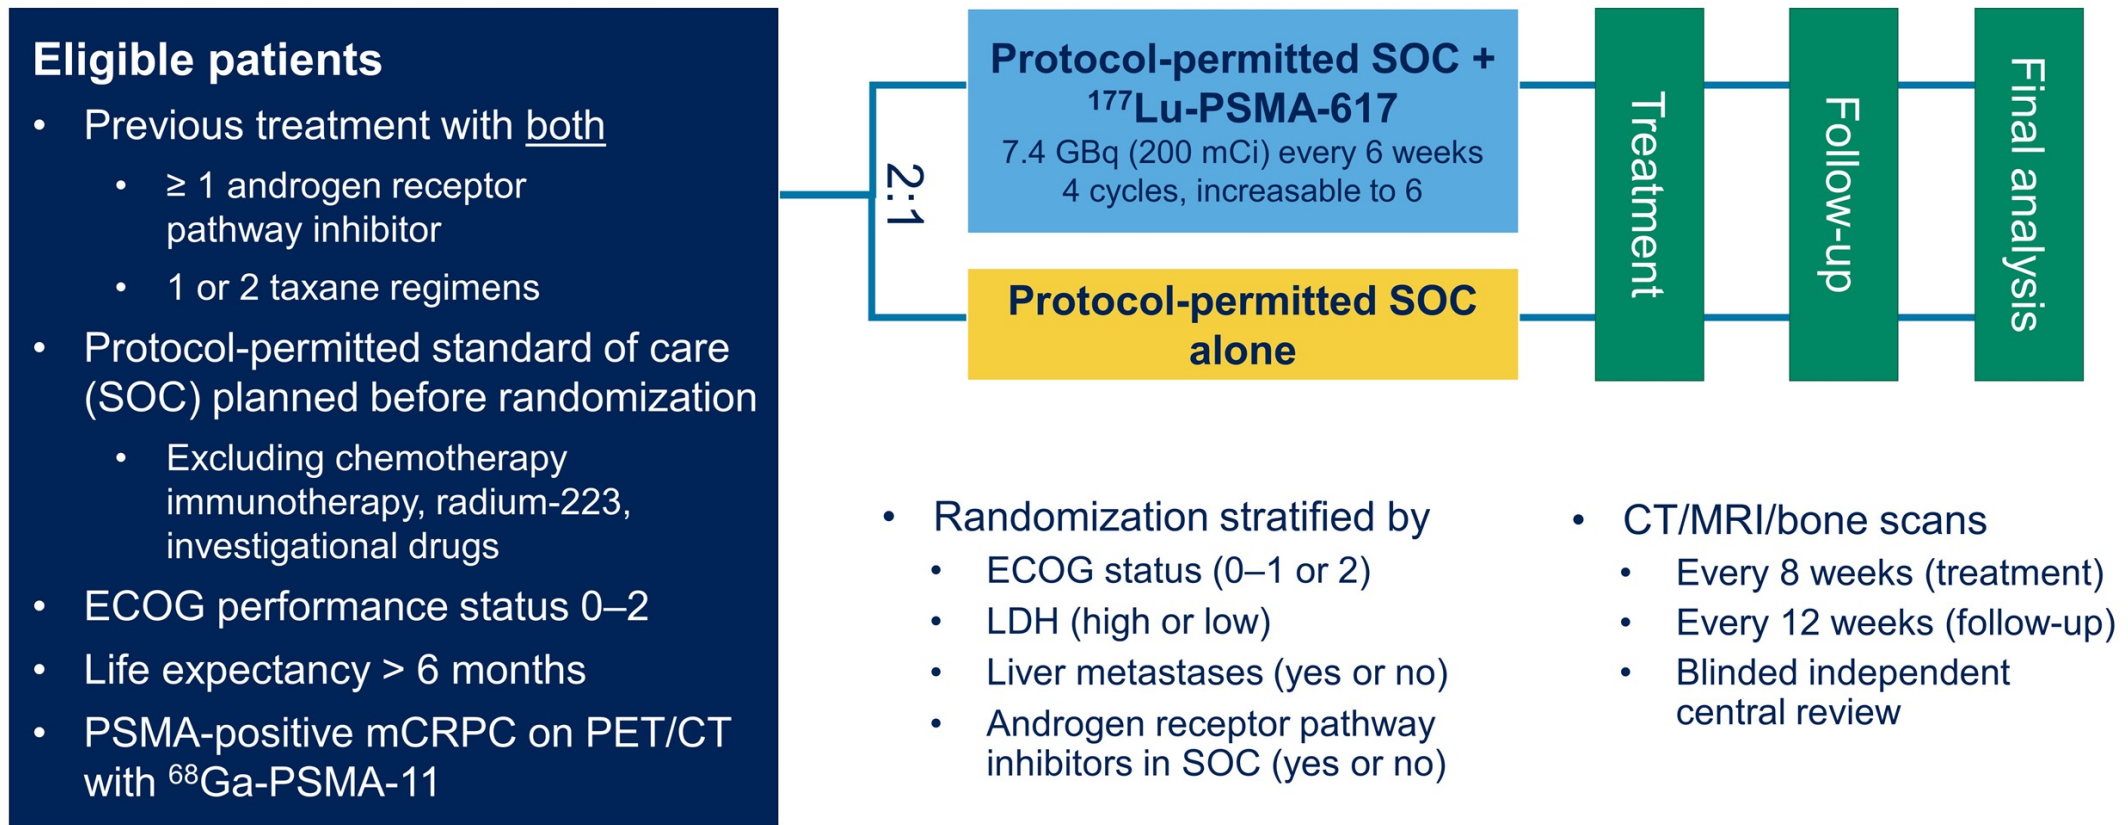 Eligible patients
• Previous treatment with both
• ≥ 1 androgen receptor
pathway inhibitor
• 1 or 2 taxane regimens
• Protocol-permitted standard of care
(SOC) planned before randomization
• Excluding chemotherapy
immunotherapy, radium-223,
investigational drugs
• ECOG performance status 0–2
• Life expectancy > 6 months
• PSMA-positive mCRPC on PET/CT
with ⁶⁸Ga-PSMA-11
2:1
Protocol-permitted SOC +
¹⁷⁷Lu-PSMA-617
7.4 GBq (200 mCi) every 6 weeks
4 cycles, increasable to 6
Protocol-permitted SOC
alone
Treatment
Follow-up
Final analysis
• Randomization stratified by
• ECOG status (0–1 or 2)
• LDH (high or low)
• Liver metastases (yes or no)
• Androgen receptor pathway
inhibitors in SOC (yes or no)
• CT/MRI/bone scans
• Every 8 weeks (treatment)
• Every 12 weeks (follow-up)
• Blinded independent
central review